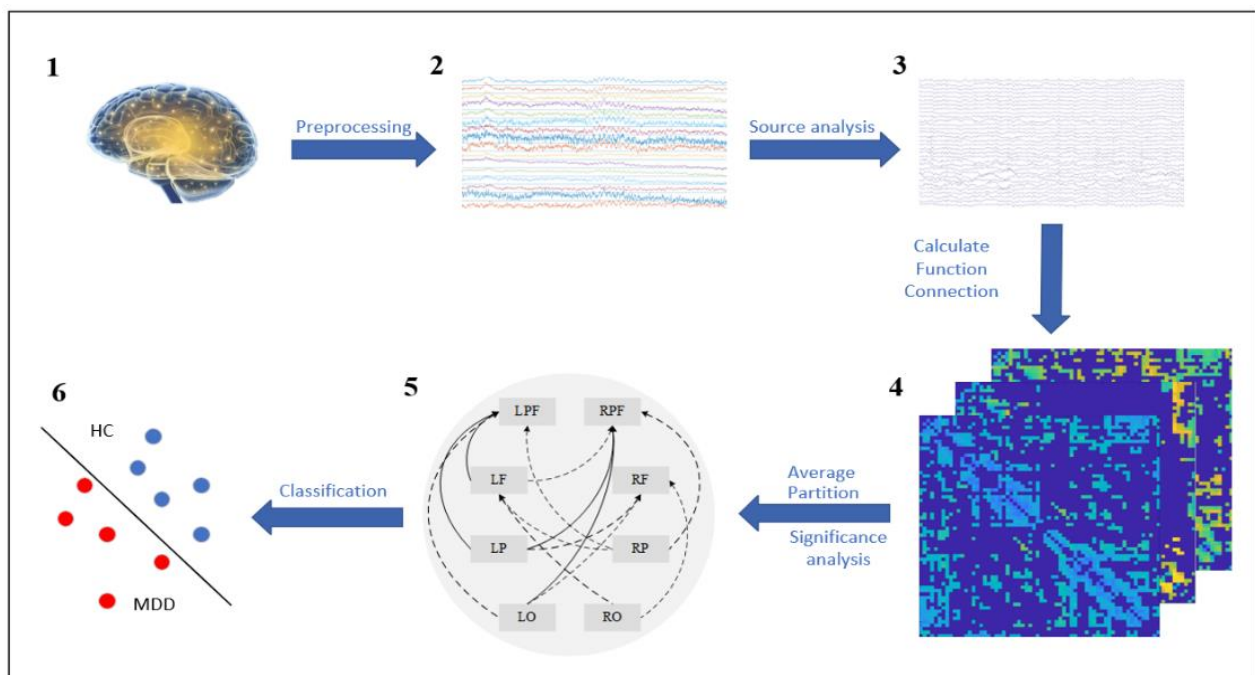 1
Preprocessing
2
Source analysis
3
Calculate
Function
Connection
4
Average
Partition
Significance
analysis
5
LPF
RPF
LF
RF
LP
RP
LO
RO
Classification
6
HC
MDD